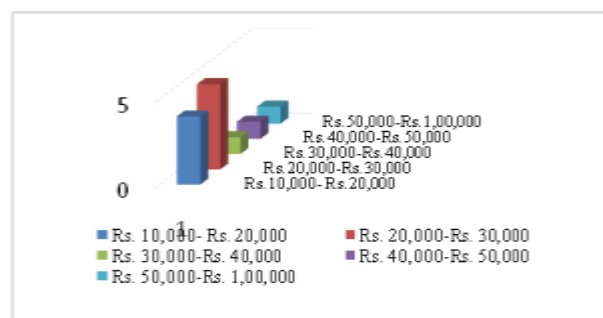 5
Rs.50,000-Rs.1,00,000
Rs.40,000-Rs.50,000
Rs.30,000-Rs.40,000
Rs.20,000-Rs.30,000
0
Rs.10,000- Rs.20,000
1
Rs. 10,000- Rs. 20,000 Rs. 20,000-Rs. 30,000
Rs. 30,000-Rs. 40,000 Rs. 40,000-Rs. 50,000
Rs. 50,000-Rs. 1,00,000